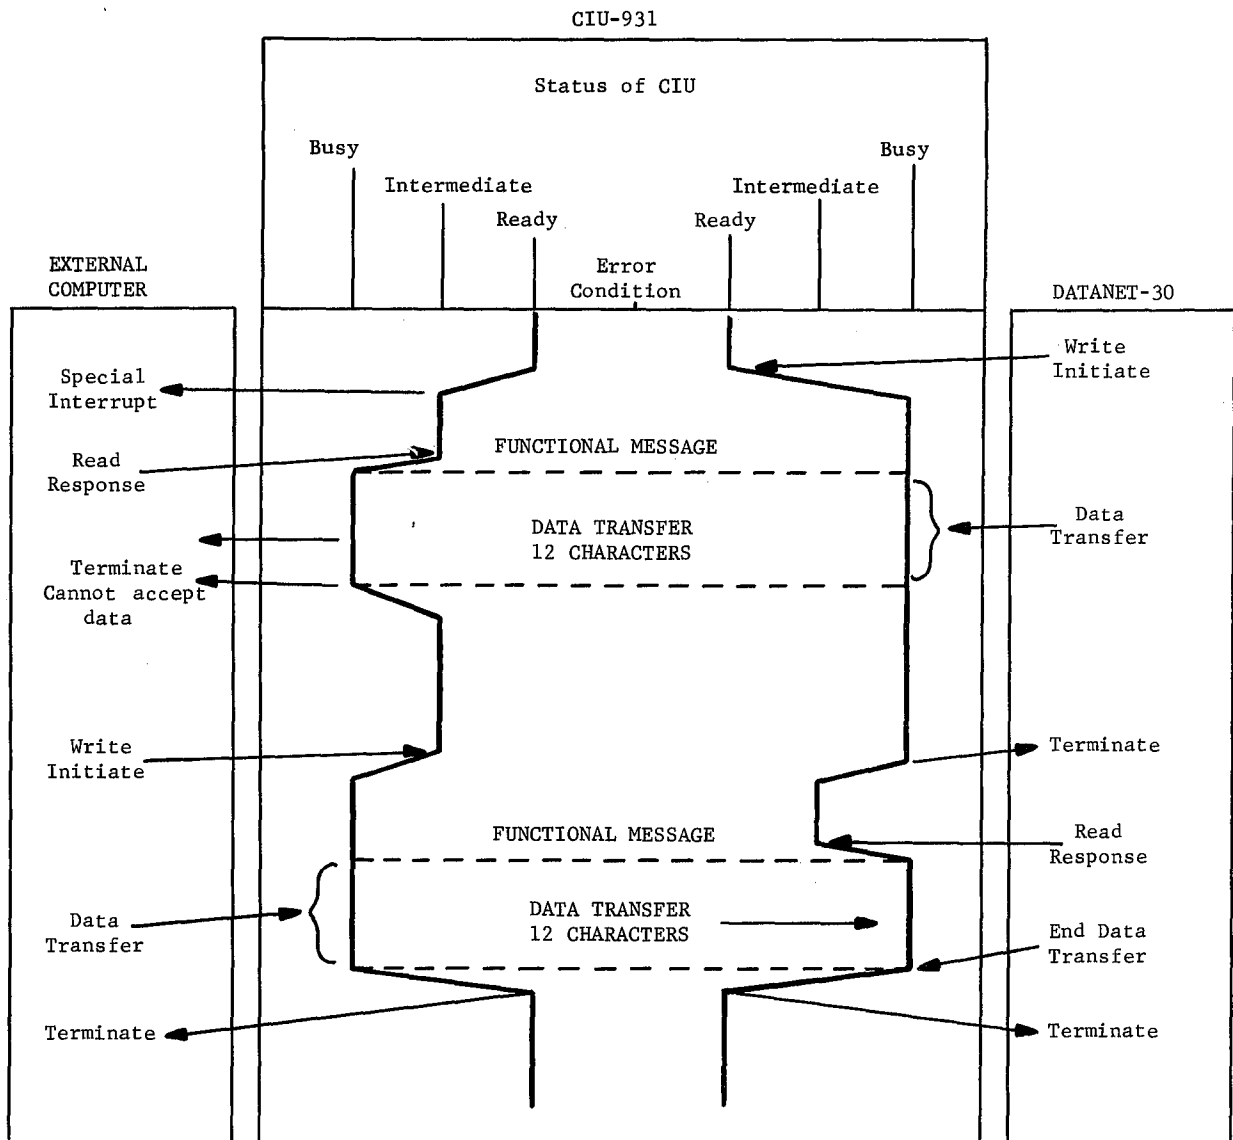 CIU-931
Status of CIU
Busy
Busy
Intermediate
Intermediate
Ready
Ready
EXTERNAL
COMPUTER
Error
Condition
DATANET-30
Write
Initiate
Special
Interrupt
FUNCTIONAL MESSAGE
Read
Response
DATA TRANSFER
12 CHARACTERS
Data
Transfer
Terminate
Cannot accept
data
Write
Initiate
Terminate
FUNCTIONAL MESSAGE
Read
Response
Data
Transfer
DATA TRANSFER
12 CHARACTERS
End Data
Transfer
Terminate
Terminate